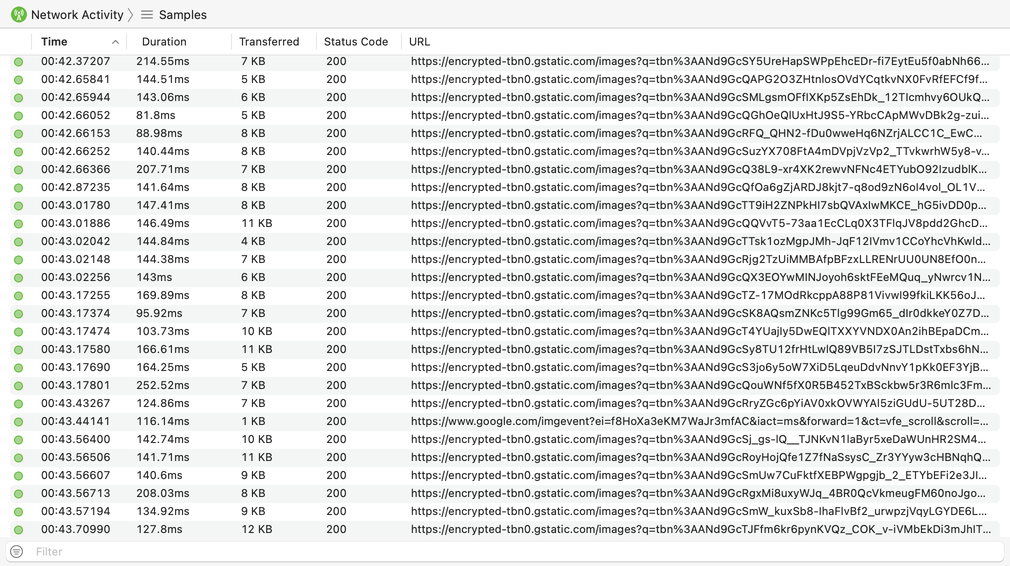 Network Activity Samples
Time Duration Transferred Status Code URL
00:42.37207 214.55ms 7 KB 200 https://encrypted-tbn0.gstatic.com/images?q=tbn%3AANd9GcSY5UreHapSWPpEhcEDr-fi7EytEu5f0abNh66...
00:42.65841 144.51ms 5 KB 200 https://encrypted-tbn0.gstatic.com/images?q=tbn%3AANd9GcQAPG2O3ZHtnlosOVdYCqtkvNX0FvRfEFCf9f...
00:42.65944 143.06ms 6 KB 200 https://encrypted-tbn0.gstatic.com/images?q=tbn%3AANd9GcSMLgsmOFflXKp5ZsEhDk_12TIcmhvy6OUkQ...
00:42.66052 81.8ms 5 KB 200 https://encrypted-tbn0.gstatic.com/images?q=tbn%3AANd9GcQGhOeQlUxHtJ9S5-YRbcCApMWvDBk2g-zui...
00:42.66153 88.98ms 8 KB 200 https://encrypted-tbn0.gstatic.com/images?q=tbn%3AANd9GcRFQ_QHN2-fDu0wweHq6NZrjALCC1C_EwC...
00:42.66252 140.44ms 8 KB 200 https://encrypted-tbn0.gstatic.com/images?q=tbn%3AANd9GcSuzYX708FtA4mDVpjVzVp2_TTvkwrhW5y8-v...
00:42.66366 207.71ms 7 KB 200 https://encrypted-tbn0.gstatic.com/images?q=tbn%3AANd9GcQ38L9-xr4XK2rewvNFNc4ETYubO92IzudblK...
00:42.87235 141.64ms 8 KB 200 https://encrypted-tbn0.gstatic.com/images?q=tbn%3AANd9GcQfOa6gZjARDJ8kjt7-q8od9zN6ol4vol_OL1V...
00:43.01780 147.41ms 8 KB 200 https://encrypted-tbn0.gstatic.com/images?q=tbn%3AANd9GcTT9iH2ZNPkHl7sbQVAxlwMKCE_hG5ivDD0p...
00:43.01886 146.49ms 11 KB 200 https://encrypted-tbn0.gstatic.com/images?q=tbn%3AANd9GcQQVvT5-73aa1EcCLq0X3TFlqJV8pdd2GhcD...
00:43.02042 144.84ms 4 KB 200 https://encrypted-tbn0.gstatic.com/images?q=tbn%3AANd9GcTTsk1ozMgpJMh-JqF12IVmv1CCoYhcVhKwld...
00:43.02148 144.38ms 7 KB 200 https://encrypted-tbn0.gstatic.com/images?q=tbn%3AANd9GcRjg2TzUiMMBAfpBFzxLLRENrUU0UN8EfO0n...
00:43.02256 143ms 6 KB 200 https://encrypted-tbn0.gstatic.com/images?q=tbn%3AANd9GcQX3EOYwMlNJoyoh6sktFEeMQuq_yNwrcv1N...
00:43.17255 169.89ms 8 KB 200 https://encrypted-tbn0.gstatic.com/images?q=tbn%3AANd9GcTZ-17MOdRkcppA88P81Vivwl99fkiLKK56oJ...
00:43.17374 95.92ms 7 KB 200 https://encrypted-tbn0.gstatic.com/images?q=tbn%3AANd9GcSK8AQsmZNKc5Tlg99Gm65_dlr0dkkeY0Z7D...
00:43.17474 103.73ms 10 KB 200 https://encrypted-tbn0.gstatic.com/images?q=tbn%3AANd9GcT4YUajly5DwEQlTXXYVNDX0An2ihBEpaDCm...
00:43.17580 166.61ms 11 KB 200 https://encrypted-tbn0.gstatic.com/images?q=tbn%3AANd9GcSy8TU12frHtLwlQ89VB5l7zSJTLDstTxbs6hN...
00:43.17690 164.25ms 5 KB 200 https://encrypted-tbn0.gstatic.com/images?q=tbn%3AANd9GcS3jo6y5oW7XiD5LqeuDdvNnvY1pKk0EF3YjB...
00:43.17801 252.52ms 7 KB 200 https://encrypted-tbn0.gstatic.com/images?q=tbn%3AANd9GcQouWNf5fX0R5B452TxBSckbw5r3R6mlc3Fm...
00:43.43267 124.86ms 7 KB 200 https://encrypted-tbn0.gstatic.com/images?q=tbn%3AANd9GcRryZGc6pYiAV0xkOVWYAl5ziGUdU-5UT28D...
00:43.44141 116.14ms 1 KB 200 https://www.google.com/imgevent?ei=f8HoXa3eKM7WaJr3mfAC&iact=ms&forward=1&ct=vfe_scroll&scroll=...
00:43.56400 142.74ms 10 KB 200 https://encrypted-tbn0.gstatic.com/images?q=tbn%3AANd9GcSj_gs-lQ__TJNKvN1laByr5xeDaWUnHR2SM4...
00:43.56506 141.71ms 11 KB 200 https://encrypted-tbn0.gstatic.com/images?q=tbn%3AANd9GcRoyHojQfe1Z7fNaSsysC_Zr3YYyw3cHBNqhQ...
00:43.56607 140.6ms 9 KB 200 https://encrypted-tbn0.gstatic.com/images?q=tbn%3AANd9GcSmUw7CuFktfXEBPWgpgjb_2_ETYbEFi2e3Jl...
00:43.56713 208.03ms 8 KB 200 https://encrypted-tbn0.gstatic.com/images?q=tbn%3AANd9GcRgxMi8uxyWJq_4BR0QcVkmeugFM60noJgo...
00:43.57194 134.92ms 9 KB 200 https://encrypted-tbn0.gstatic.com/images?q=tbn%3AANd9GcSmW_kuxSb8-lhaFlvBf2_urwpzjVqyLGYDE6L...
00:43.70990 127.8ms 12 KB 200 https://encrypted-tbn0.gstatic.com/images?q=tbn%3AANd9GcTJFfm6kr6pynKVQz_COK_v-iVMbEkDi3mJhlT...
Filter